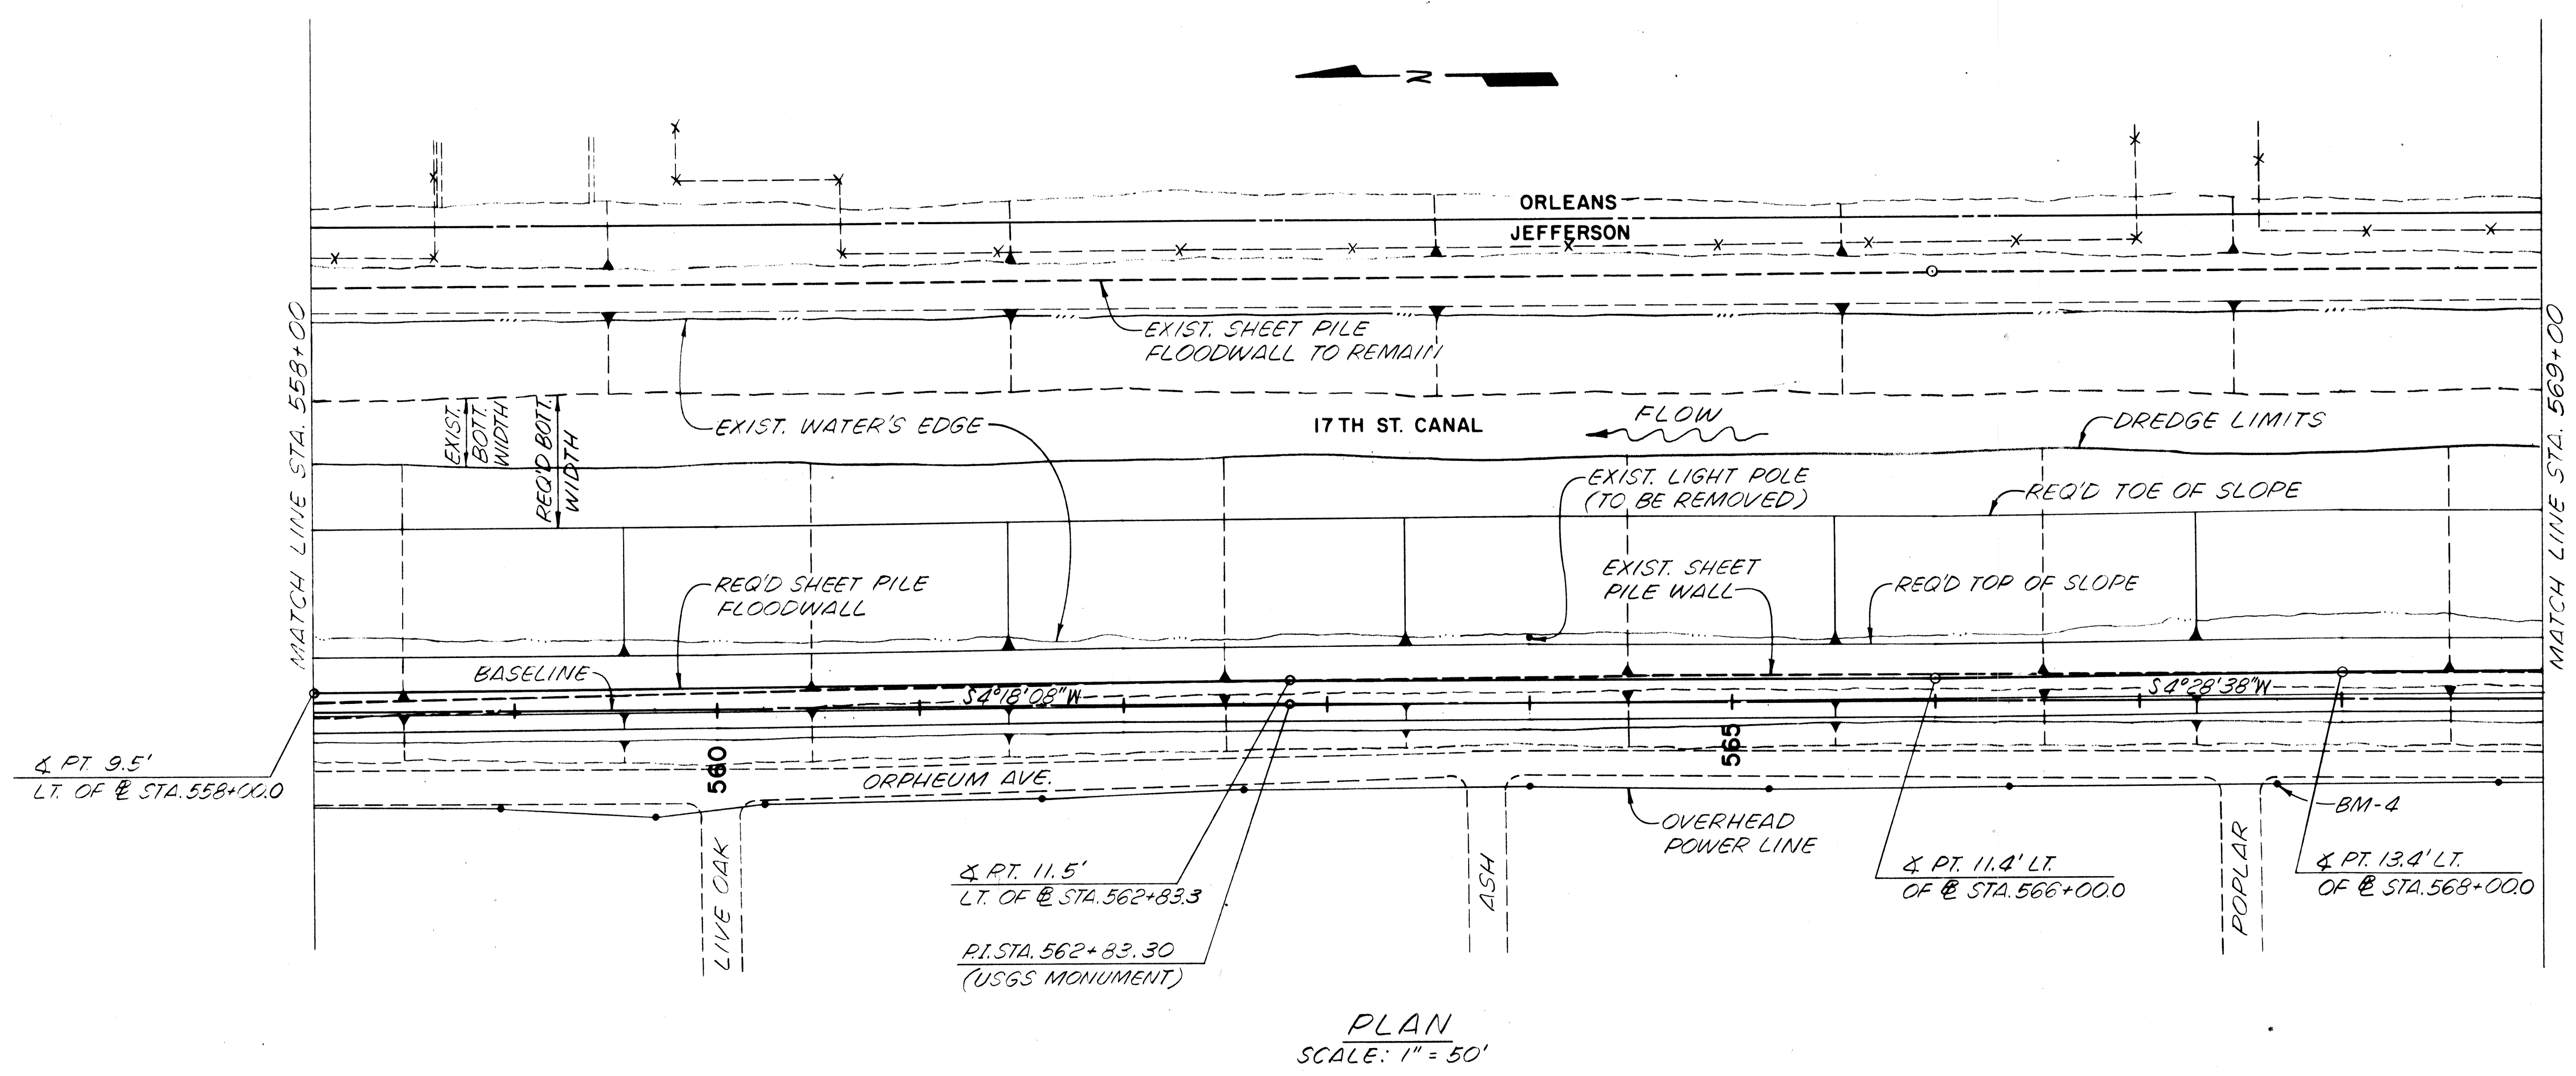 N
ORLEANS
JEFFERSON
EXIST. SHEET PILE
FLOODWALL TO REMAIN
MATCH LINE STA. 558+00
MATCH LINE STA. 569+00
EXIST.
BOTT.
WIDTH
REQ'D BOTT.
WIDTH
EXIST. WATER'S EDGE
17TH ST. CANAL
FLOW
DREDGE LIMITS
EXIST. LIGHT POLE
(TO BE REMOVED)
REQ'D TOE OF SLOPE
REQ'D SHEET PILE
FLOODWALL
EXIST. SHEET
PILE WALL
REQ'D TOP OF SLOPE
BASELINE
S4°18'08"W
S4°28'38"W
560
565
∡ PT. 9.5'
LT. OF ℄ STA.558+00.0
ORPHEUM AVE.
BM-4
OVERHEAD
POWER LINE
LIVE OAK
ASH
POPLAR
∡ PT. 11.5'
LT. OF ℄ STA.562+83.3
∡ PT. 11.4' LT.
OF ℄ STA.566+00.0
∡ PT. 13.4' LT.
OF ℄ STA.568+00.0
P.I. STA. 562+83.30
(USGS MONUMENT)
PLAN
SCALE: 1" = 50'